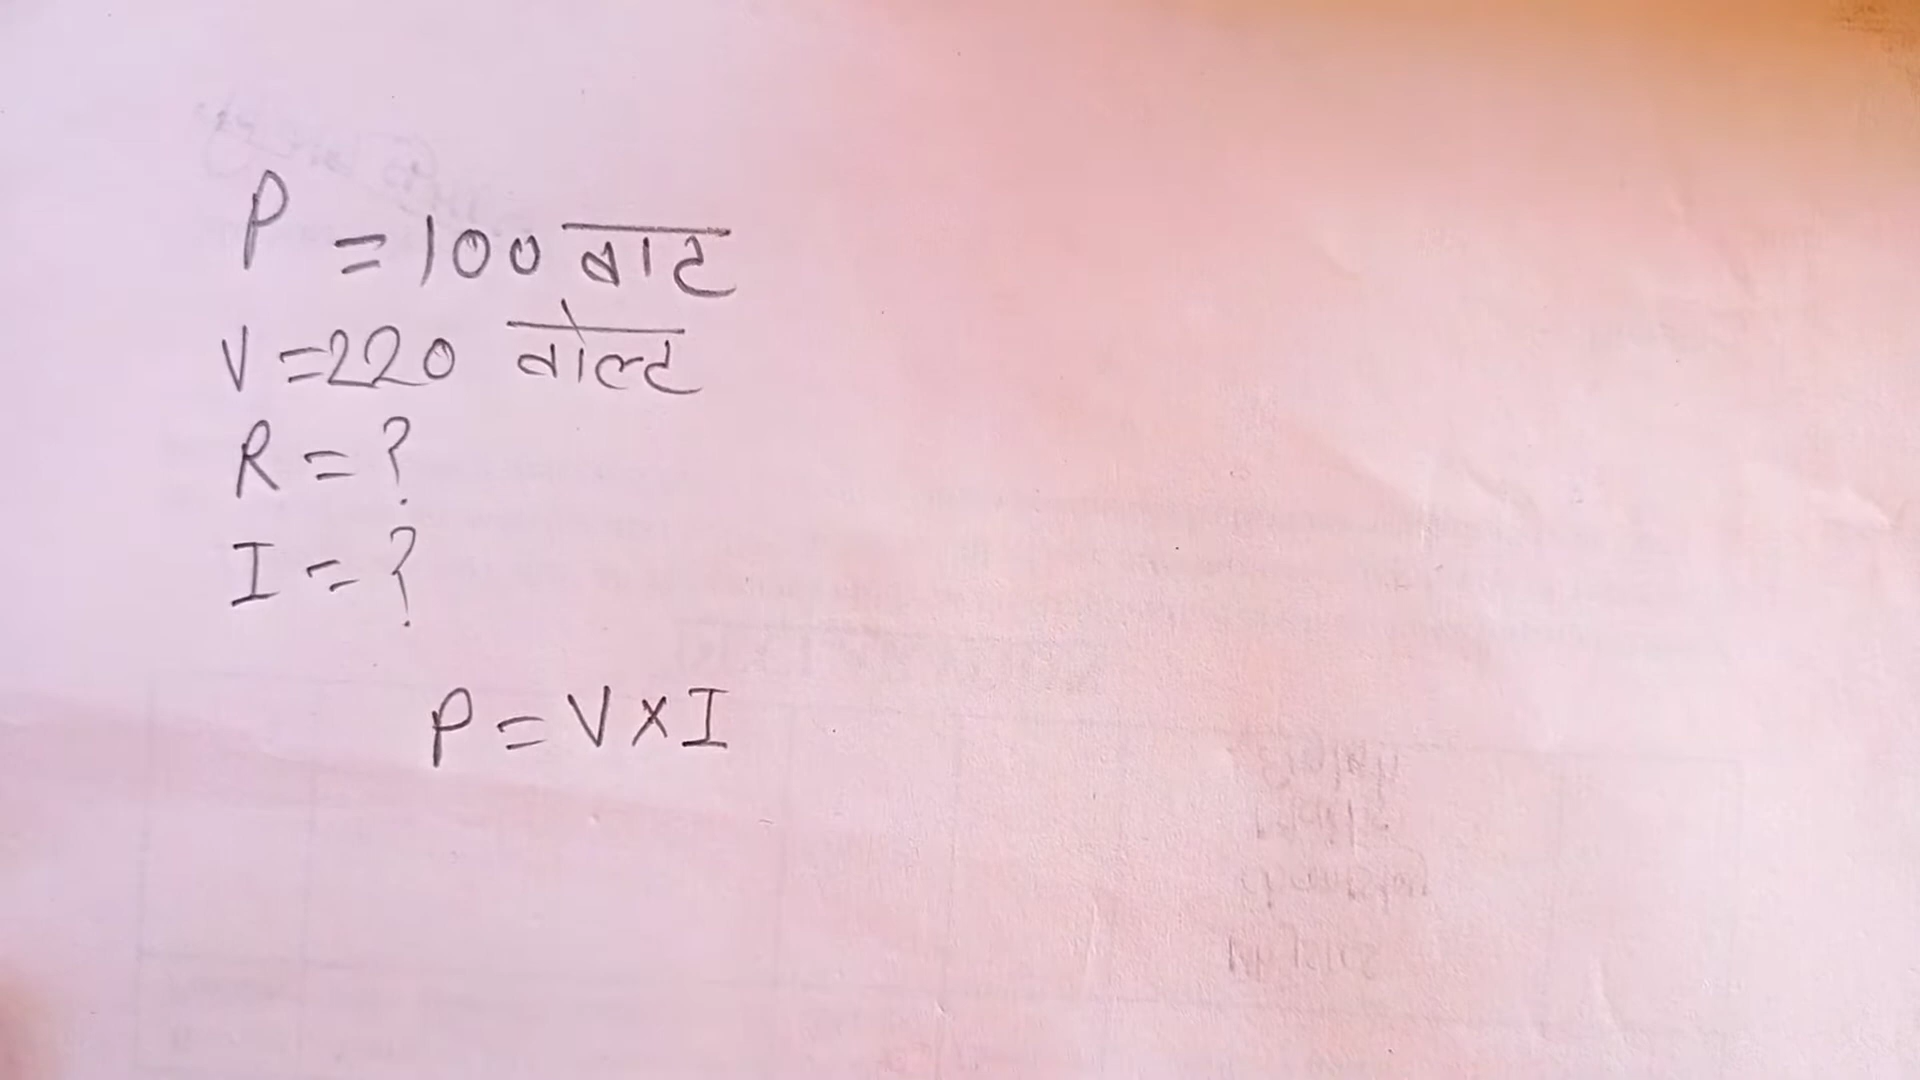 P = 100 वाट
V = 220 वोल्ट
R = ?
I = ?
P = V × I